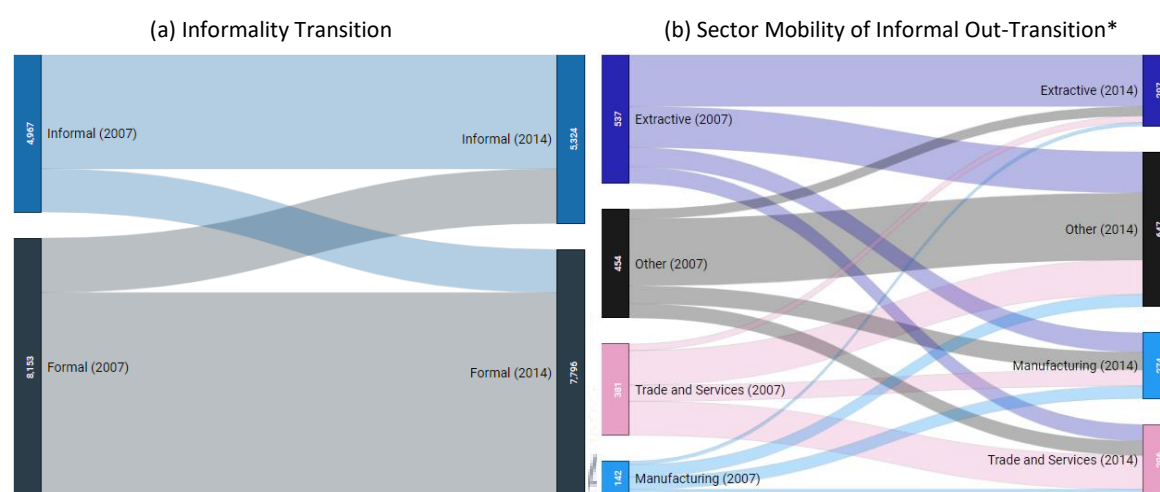 (a) Informality Transition
(b) Sector Mobility of Informal Out-Transition*
4,967
Informal (2007)
Informal (2014)
5,324
8,153
Formal (2007)
Formal (2014)
7,796
537
Extractive (2007)
Extractive (2014)
454
Other (2007)
Other (2014)
381
Trade and Services (2007)
Manufacturing (2014)
142
Manufacturing (2007)
Trade and Services (2014)